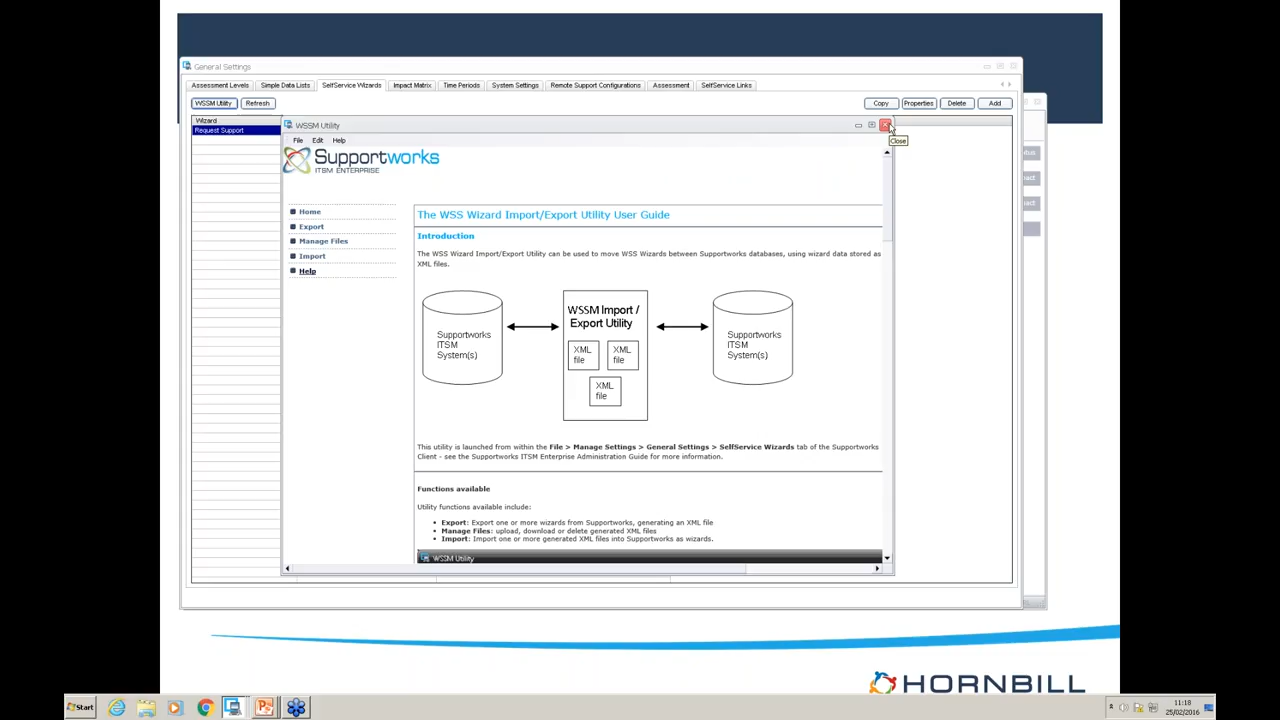 General Settings
Assessment Levels Simple Data Lists SelfService Wizards Impact Matrix Time Periods System Settings Remote Support Configurations Assessment SelfService Links
WSSM Utility Refresh Copy Properties Delete Add
Wizard
Request Support
WSSM Utility
Close
File Edit Help
Supportworks
ITSM ENTERPRISE
Home
Export
Manage Files
Import
Help
The WSS Wizard Import/Export Utility User Guide
Introduction
The WSS Wizard Import/Export Utility can be used to move WSS Wizards between Supportworks databases, using wizard data stored as
XML files.
Supportworks
ITSM
System(s)
WSSM Import /
Export Utility
XML
file
XML
file
XML
file
Supportworks
ITSM
System(s)
This utility is launched from within the File > Manage Settings > General Settings > SelfService Wizards tab of the Supportworks
Client - see the Supportworks ITSM Enterprise Administration Guide for more information.
Functions available
Utility functions available include:
Export: Export one or more wizards from Supportworks, generating an XML file
Manage Files: upload, download or delete generated XML files
Import: Import one or more generated XML files into Supportworks as wizards.
WSSM Utility
HORNBILL
Start
11:18
25/02/2016